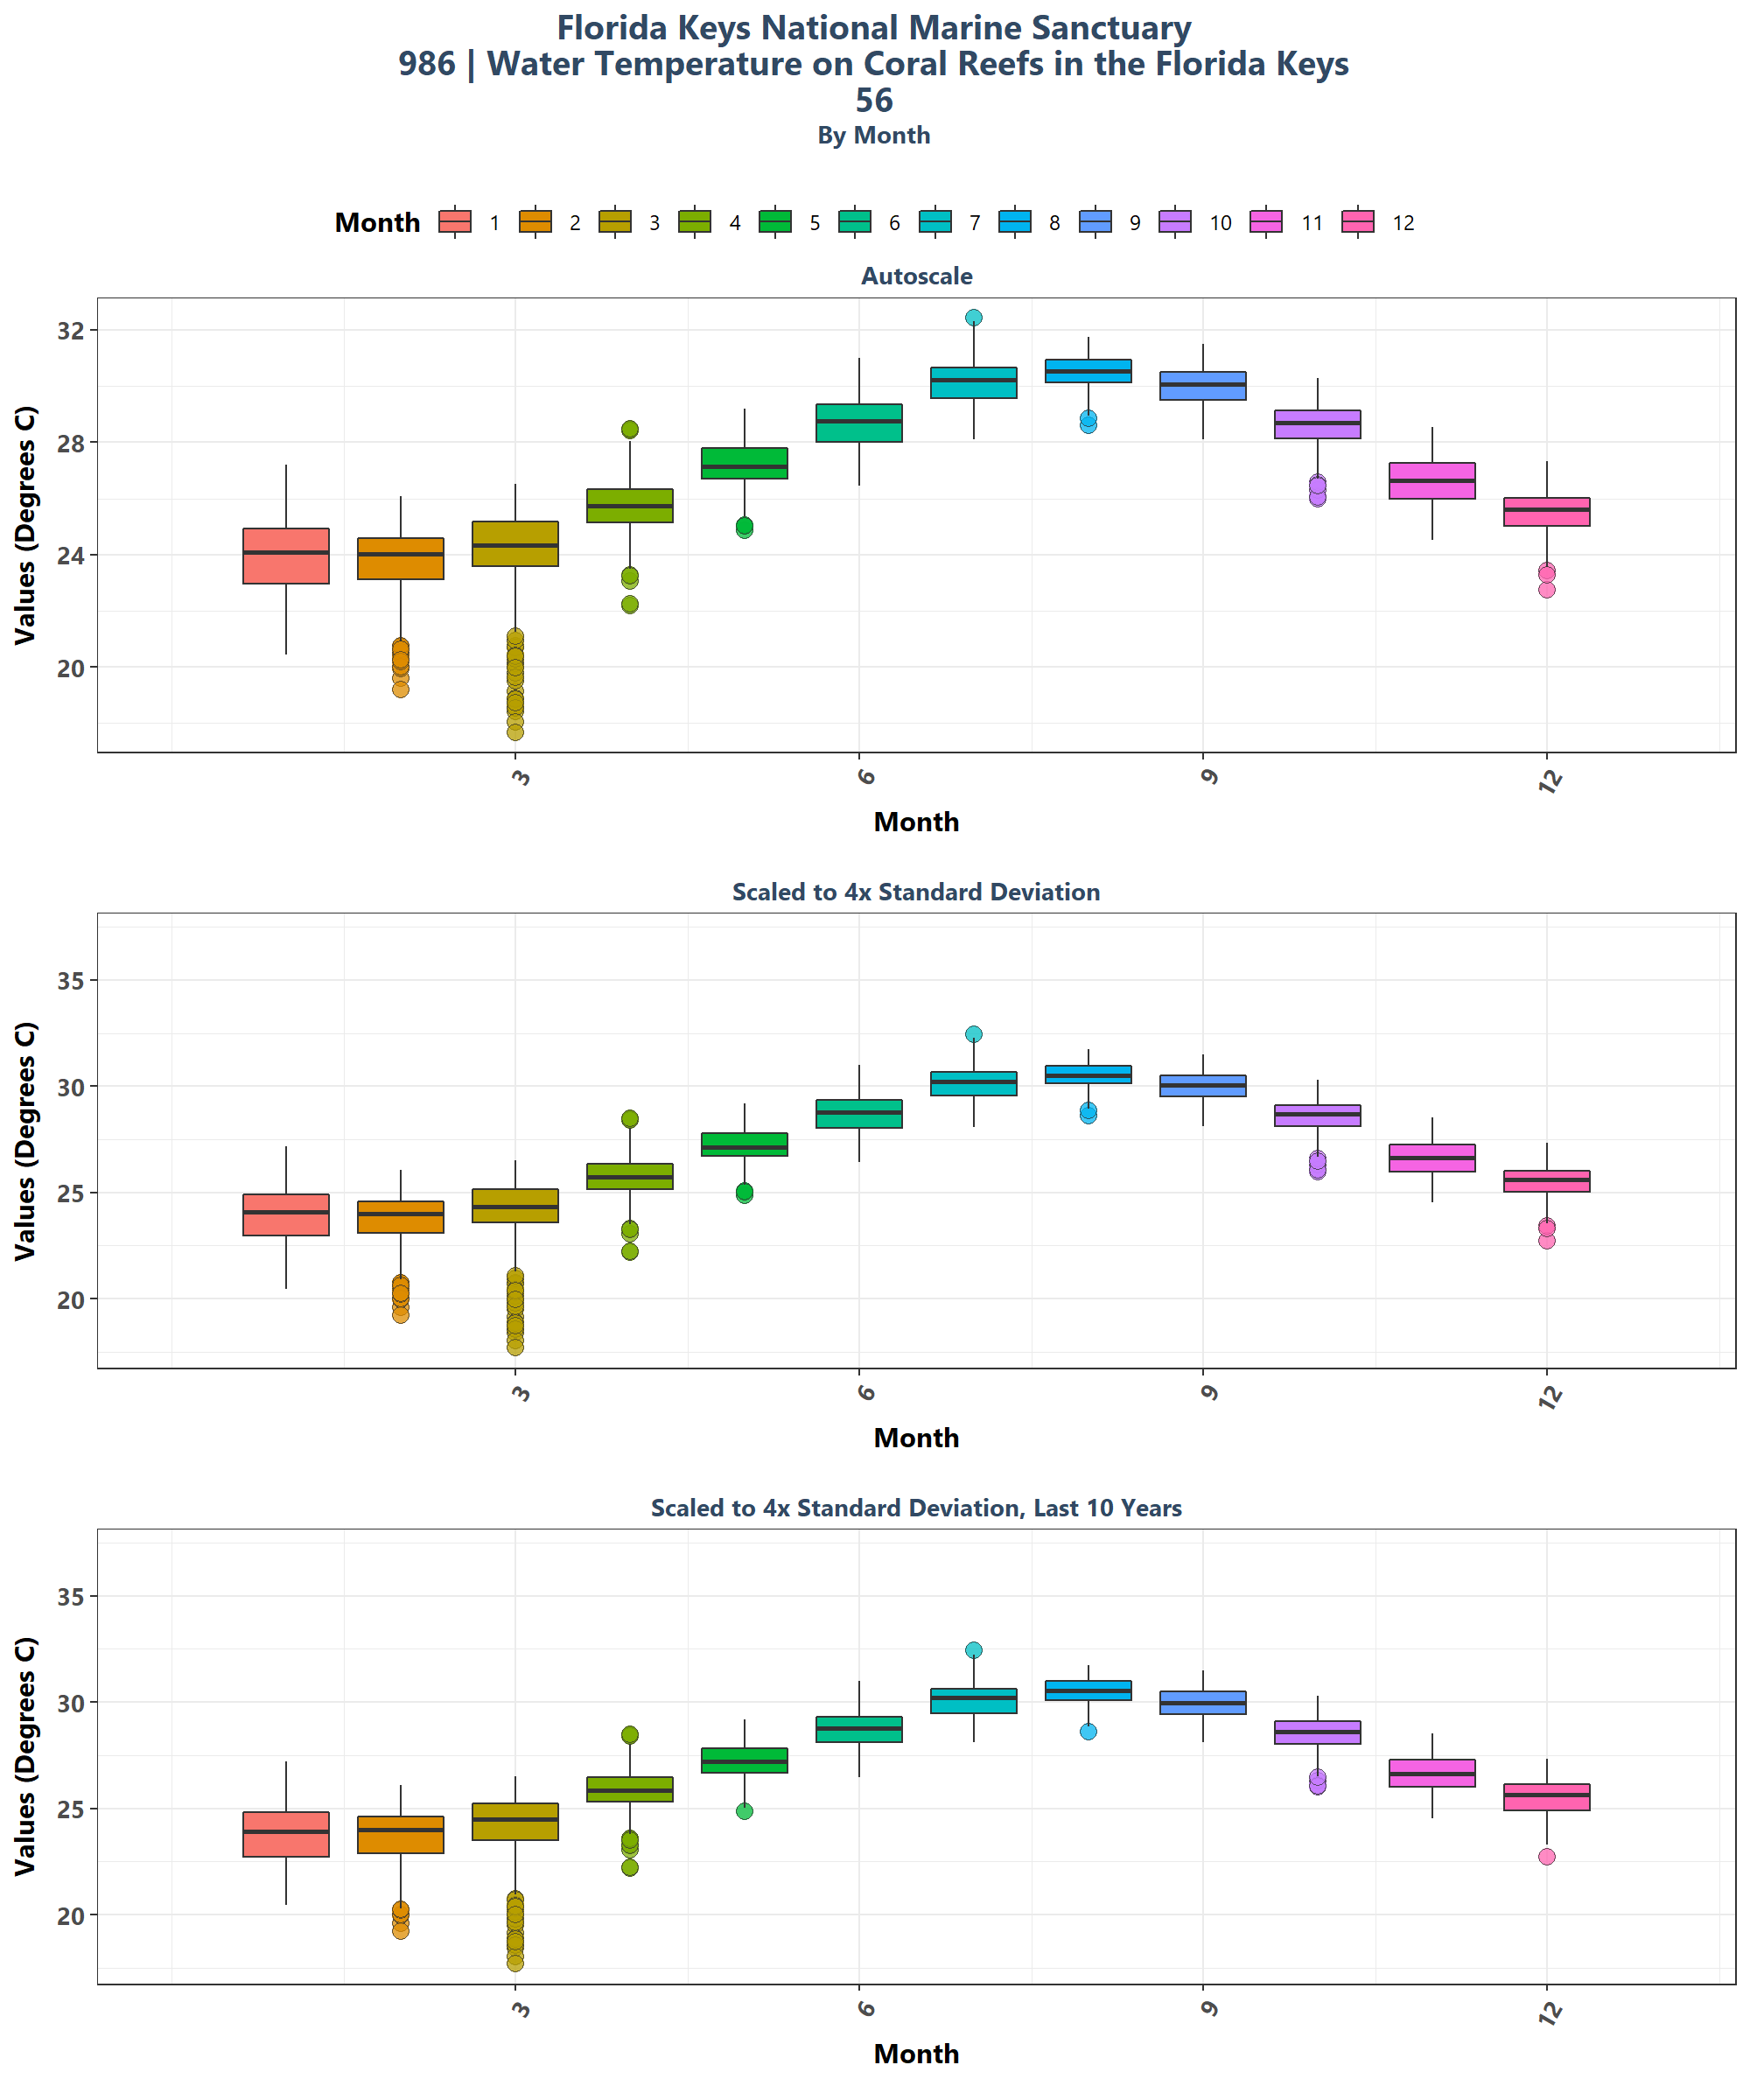 Florida Keys National Marine Sanctuary
986 | Water Temperature on Coral Reefs in the Florida Keys
56
By Month
Month 1 2 3 4 5 6 7 8 9 10 11 12
Autoscale
Values (Degrees C)
32
28
24
20
3 6 9 12
Month
Scaled to 4x Standard Deviation
Values (Degrees C)
35
30
25
20
3 6 9 12
Month
Scaled to 4x Standard Deviation, Last 10 Years
Values (Degrees C)
35
30
25
20
3 6 9 12
Month